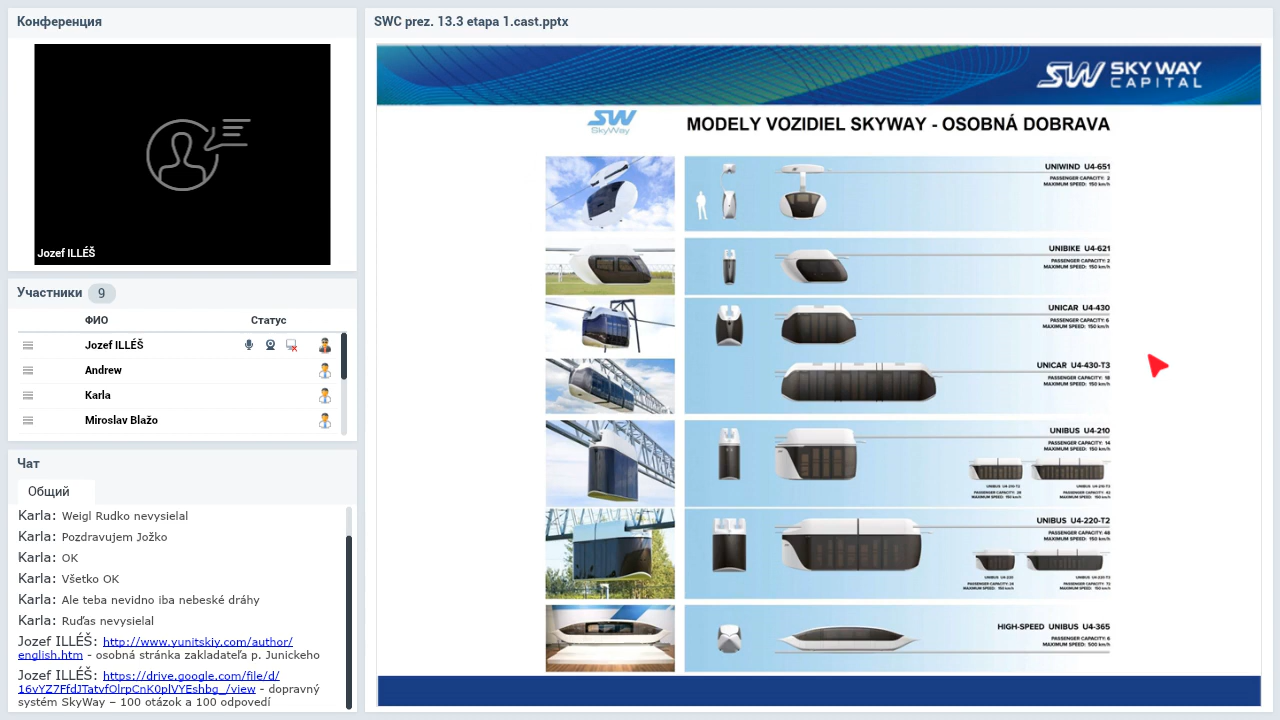 Конференция
Jozef ILLÉŠ
Участники 9
ФИО Статус
Jozef ILLÉŠ
Andrew
Karla
Miroslav Blažo
Чат
Общий
Karla: Weigl Rudko nevysielal
Karla: Pozdravujem Jožko
Karla: OK
Karla: Všetko OK
Karla: Ale teba nevidno iba nebeské dráhy
Karla: Ruďas nevysielal
Jozef ILLÉŠ: http://www.yunitskiy.com/author/
english.htm - osobná stránka zakladateľa p. Junickeho
Jozef ILLÉŠ: https://drive.google.com/file/d/
16vYZ7FfdJTatvfOlrpCnK0plVYEshbg_/view - dopravný
systém SkyWay – 100 otázok a 100 odpovedí
SWC prez. 13.3 etapa 1.cast.pptx
SW SKY WAY
CAPITAL
SW
SkyWay
MODELY VOZIDIEL SKYWAY - OSOBNÁ DOBRAVA
UNIWIND U4-651
PASSENGER CAPACITY: 2
MAXIMUM SPEED: 150 km/h
UNIBIKE U4-621
PASSENGER CAPACITY: 2
MAXIMUM SPEED: 150 km/h
UNICAR U4-430
PASSENGER CAPACITY: 6
MAXIMUM SPEED: 150 km/h
UNICAR U4-430-T3
PASSENGER CAPACITY: 18
MAXIMUM SPEED: 150 km/h
UNIBUS U4-210
PASSENGER CAPACITY: 14
MAXIMUM SPEED: 150 km/h
UNIBUS U4-220-T2
PASSENGER CAPACITY: 48
MAXIMUM SPEED: 150 km/h
HIGH-SPEED UNIBUS U4-365
PASSENGER CAPACITY: 6
MAXIMUM SPEED: 500 km/h